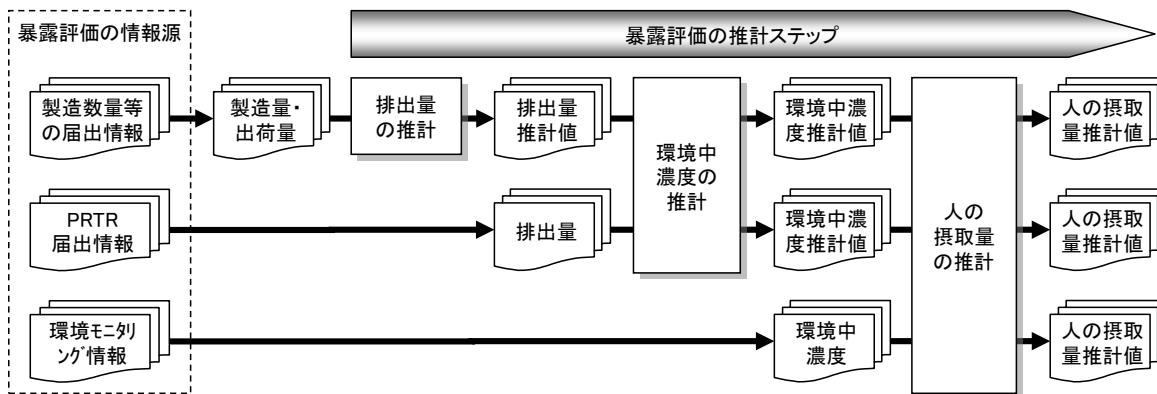 暴露評価の情報源
暴露評価の推計ステップ
製造数量等
の届出情報
製造量・
出荷量
排出量
の推計
排出量
推計値
環境中
濃度の
推計
環境中濃
度推計値
人の
摂取量
の推計
人の摂取
量推計値
PRTR
届出情報
排出量
環境中濃
度推計値
人の摂取
量推計値
環境ﾓﾆﾀﾘ
ﾝｸﾞ情報
環境中
濃度
人の摂取
量推計値